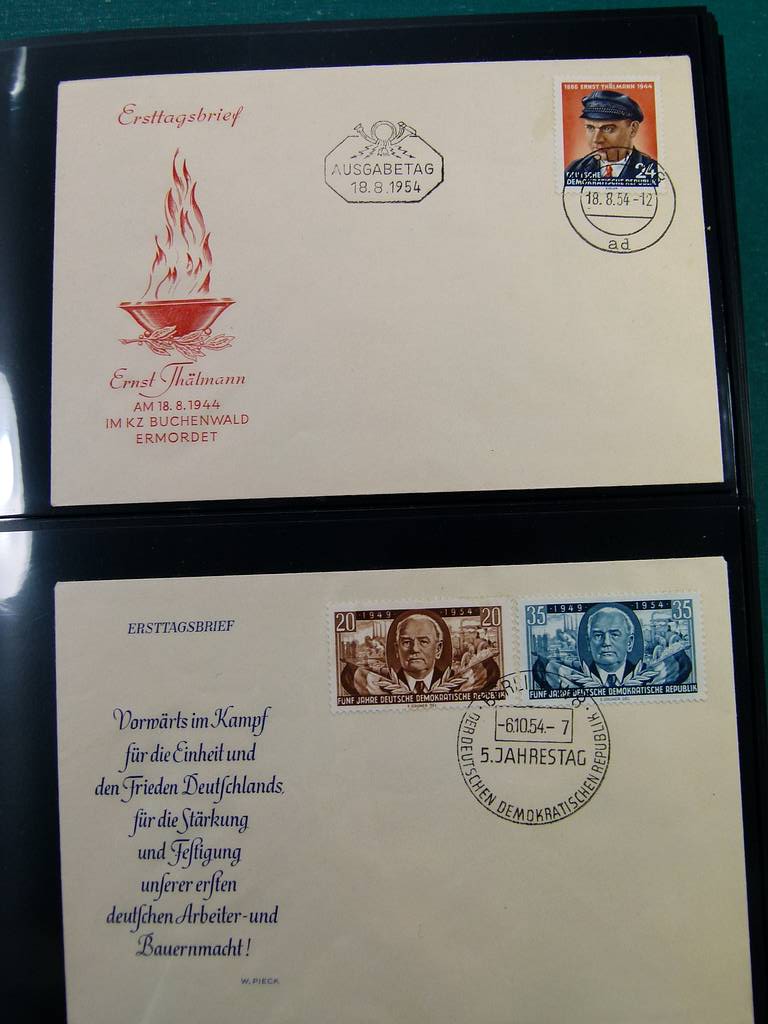 Ersttagsbrief
AUSGABETAG
18.8.1954
1886 ERNST THÄLMANN 1944
24
DEUTSCHE
DEMOKRATISCHE REPUBLIK
18.8.54-12
ad
Ernst Thälmann
AM 18.8.1944
IM KZ BUCHENWALD
ERMORDET
ERSTTAGSBRIEF
20 1949 1954 20
FÜNF JAHRE DEUTSCHE DEMOKRATISCHE REPUBLIK
35 1949 1954 35
FÜNF JAHRE DEUTSCHE DEMOKRATISCHE REPUBLIK
-6.10.54.-7
5.JAHRESTAG
DER DEUTSCHEN DEMOKRATISCHEN REPUBLIK
Vorwärts im Kampf
für die Einheit und
den Frieden Deutſchlands,
für die Stärkung
und Feſtigung
unſerer erſten
deutſchen Arbeiter- und
Bauernmacht!
W. PIECK